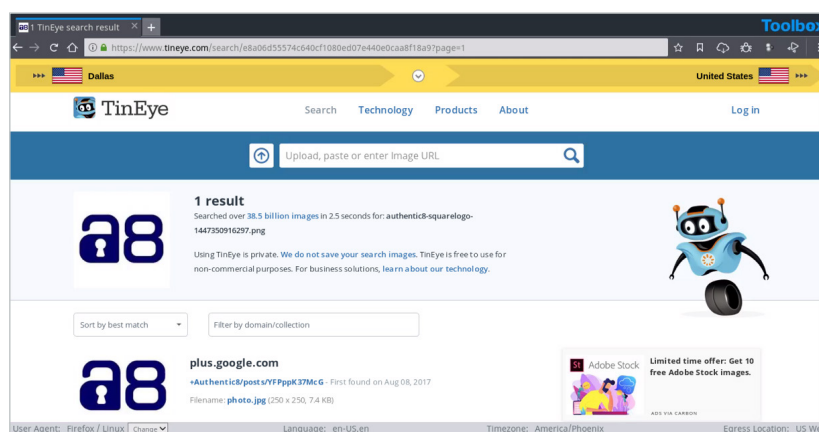 1 TinEye search result
Toolbox
https://www.tineye.com/search/e8a06d55574c640cf1080ed07e440e0caa8f18a9?page=1
Dallas
United States
TinEye
Search Technology Products About
Log in
Upload, paste or enter Image URL
a8
1 result
Searched over 38.5 billion images in 2.5 seconds for: authentic8-squarelogo-
1447350916297.png
Using TinEye is private. We do not save your search images. TinEye is free to use for
non-commercial purposes. For business solutions, learn about our technology.
Sort by best match
Filter by domain/collection
a8
plus.google.com
+Authentic8/posts/YFPppK37McG - First found on Aug 08, 2017
Filename: photo.jpg (250 x 250, 7.4 KB)
St Adobe Stock
Limited time offer: Get 10
free Adobe Stock images.
ADS VIA CARBON
User Agent: Firefox / Linux Change Language: en-US,en Timezone: America/Phoenix Egress Location: US We